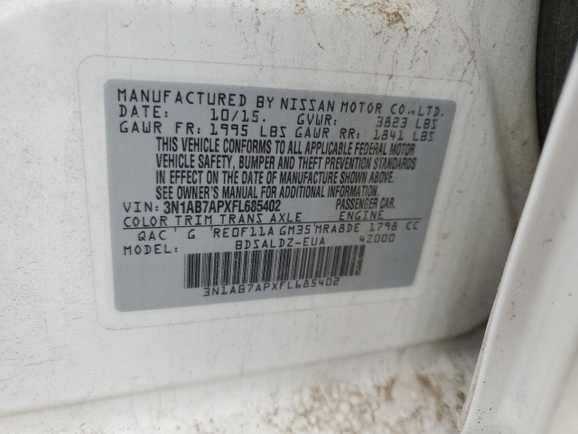 MANUFACTURED BY NISSAN MOTOR CO.,LTD.
DATE: 10/15. GVWR: 3823 LBS
GAWR FR: 1995 LBS GAWR RR: 1841 LBS
THIS VEHICLE CONFORMS TO ALL APPLICABLE FEDERAL MOTOR
VEHICLE SAFETY, BUMPER AND THEFT PREVENTION STANDARDS
IN EFFECT ON THE DATE OF MANUFACTURE SHOWN ABOVE.
SEE OWNER'S MANUAL FOR ADDITIONAL INFORMATION.
VIN: 3N1AB7APXFL685402 PASSENGER CAR.
COLOR TRIM TRANS AXLE ENGINE
QAC' G 'RE0F11A GM35'MRA8DE 1798 CC
MODEL: BDSALDZ-EUA 42000
3N1AB7APXFL685402